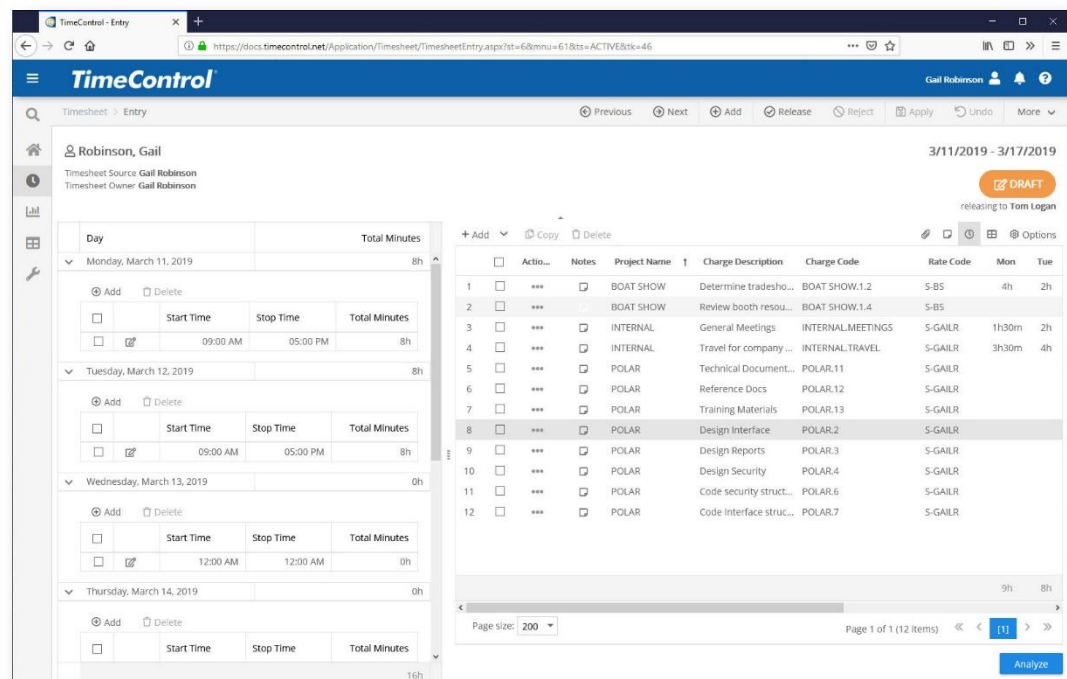 TimeControl - Entry
https://docs.timecontrol.net/Application/Timesheet/TimesheetEntry.aspx?st=6&mnu=61&ts=ACTIVE&tk=46
TimeControl
Gail Robinson
Timesheet > Entry
Previous Next Add Release Reject Apply Undo More
Robinson, Gail
3/11/2019 - 3/17/2019
Timesheet Source Gail Robinson
Timesheet Owner Gail Robinson
DRAFT
releasing to Tom Logan
Day Total Minutes
Monday, March 11, 2019 8h
Add Delete
Start Time Stop Time Total Minutes
09:00 AM 05:00 PM 8h
Tuesday, March 12, 2019 8h
Add Delete
Start Time Stop Time Total Minutes
09:00 AM 05:00 PM 8h
Wednesday, March 13, 2019 0h
Add Delete
Start Time Stop Time Total Minutes
12:00 AM 12:00 AM 0h
Thursday, March 14, 2019 0h
Add Delete
Start Time Stop Time Total Minutes
16h
+ Add Copy Delete Options
Actio... Notes Project Name ↑ Charge Description Charge Code Rate Code Mon Tue
1 BOAT SHOW Determine tradesho... BOAT SHOW.1.2 S-BS 4h 2h
2 BOAT SHOW Review booth resou... BOAT SHOW.1.4 S-BS
3 INTERNAL General Meetings INTERNAL.MEETINGS S-GAILR 1h30m 2h
4 INTERNAL Travel for company ... INTERNAL.TRAVEL S-GAILR 3h30m 4h
5 POLAR Technical Document... POLAR.11 S-GAILR
6 POLAR Reference Docs POLAR.12 S-GAILR
7 POLAR Training Materials POLAR.13 S-GAILR
8 POLAR Design Interface POLAR.2 S-GAILR
9 POLAR Design Reports POLAR.3 S-GAILR
10 POLAR Design Security POLAR.4 S-GAILR
11 POLAR Code security struct... POLAR.6 S-GAILR
12 POLAR Code Interface struc... POLAR.7 S-GAILR
9h 8h
Page size: 200 Page 1 of 1 (12 items) [1]
Analyze